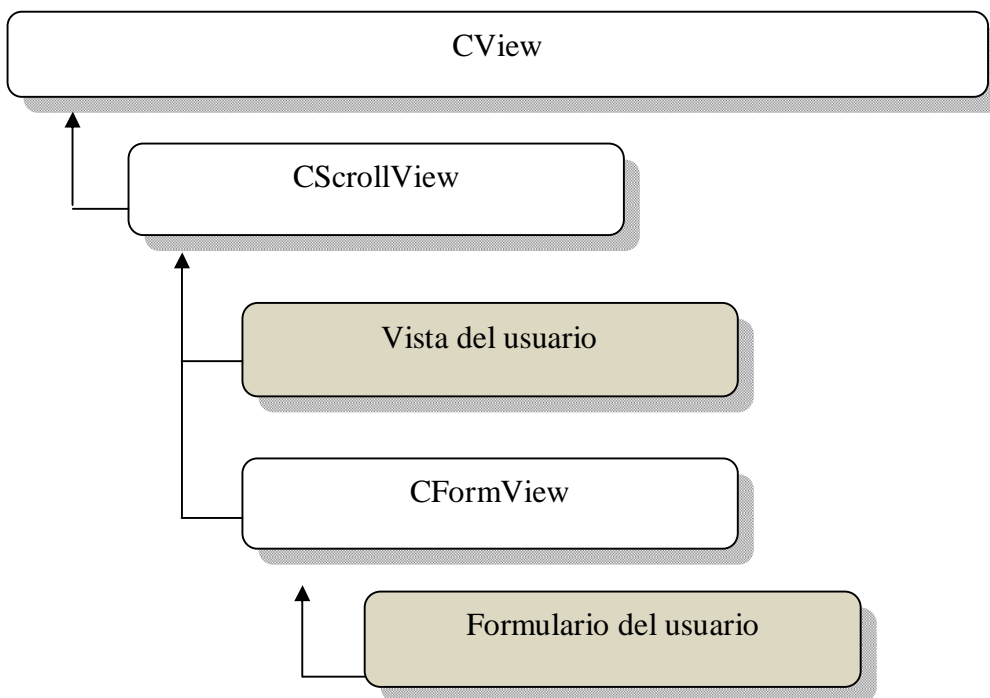 CView
CScrollView
Vista del usuario
CFormView
Formulario del usuario